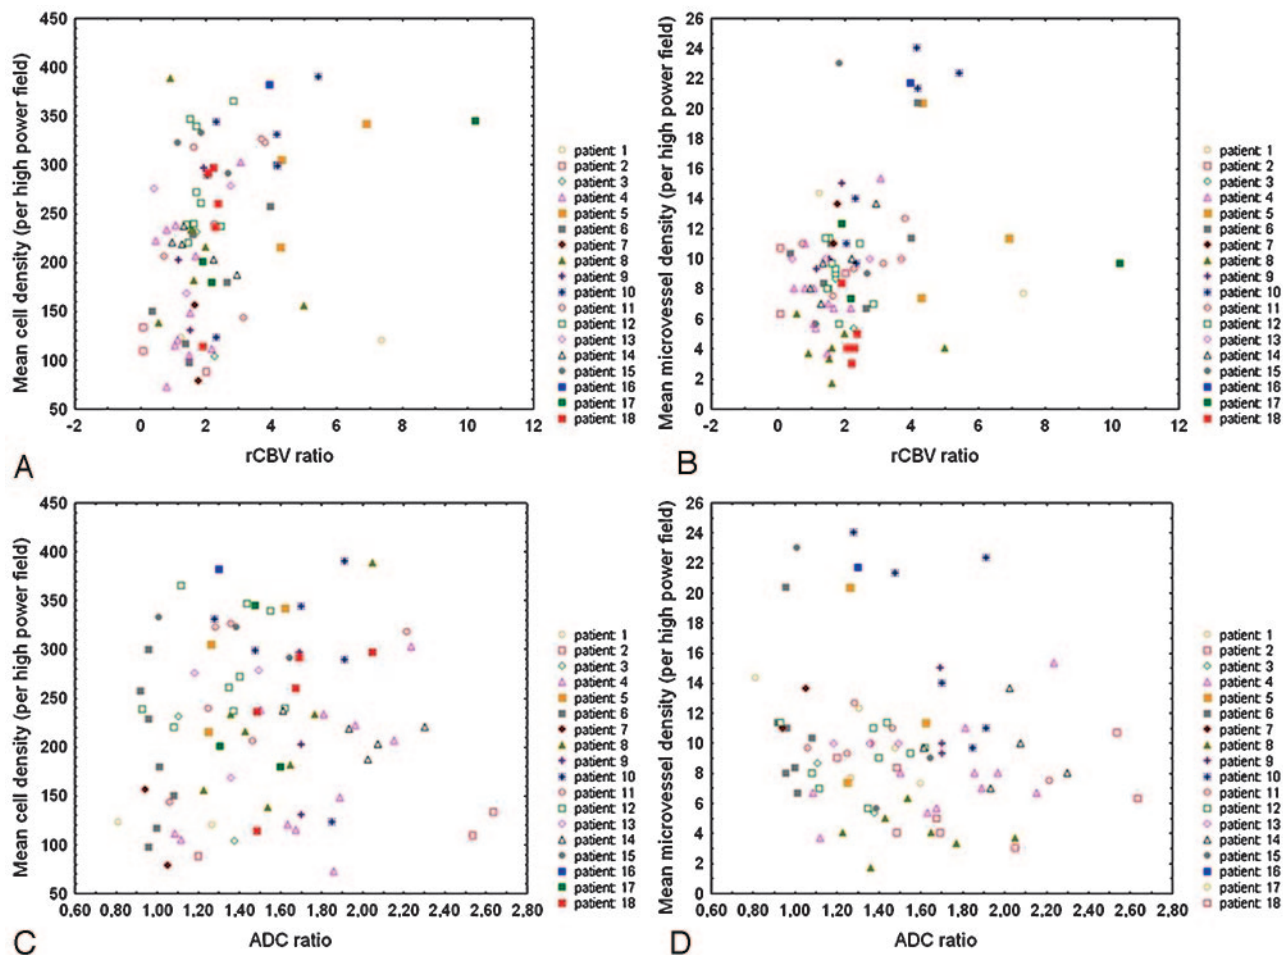 Mean cell density (per high power field)
450
400
350
300
250
200
150
100
50
-2
0
2
4
6
8
10
12
rCBV ratio
A
patient: 1
patient: 2
patient: 3
patient: 4
patient: 5
patient: 6
patient: 7
patient: 8
patient: 9
patient: 10
patient: 11
patient: 12
patient: 13
patient: 14
patient: 15
patient: 16
patient: 17
patient: 18
Mean microvessel density (per high power field)
26
24
22
20
18
16
14
12
10
8
6
4
2
0
-2
0
2
4
6
8
10
12
rCBV ratio
B
patient: 1
patient: 2
patient: 3
patient: 4
patient: 5
patient: 6
patient: 7
patient: 8
patient: 9
patient: 10
patient: 11
patient: 12
patient: 13
patient: 14
patient: 15
patient: 16
patient: 17
patient: 18
Mean cell density (per high power field)
450
400
350
300
250
200
150
100
50
0,60
0,80
1,00
1,20
1,40
1,60
1,80
2,00
2,20
2,40
2,60
2,80
ADC ratio
C
patient: 1
patient: 2
patient: 3
patient: 4
patient: 5
patient: 6
patient: 7
patient: 8
patient: 9
patient: 10
patient: 11
patient: 12
patient: 13
patient: 14
patient: 15
patient: 16
patient: 17
patient: 18
Mean microvessel density (per high power field)
26
24
22
20
18
16
14
12
10
8
6
4
2
0
0,60
0,80
1,00
1,20
1,40
1,60
1,80
2,00
2,20
2,40
2,60
2,80
ADC ratio
D
patient: 1
patient: 2
patient: 3
patient: 4
patient: 5
patient: 6
patient: 7
patient: 8
patient: 9
patient: 10
patient: 11
patient: 12
patient: 13
patient: 14
patient: 15
patient: 16
patient: 17
patient: 18